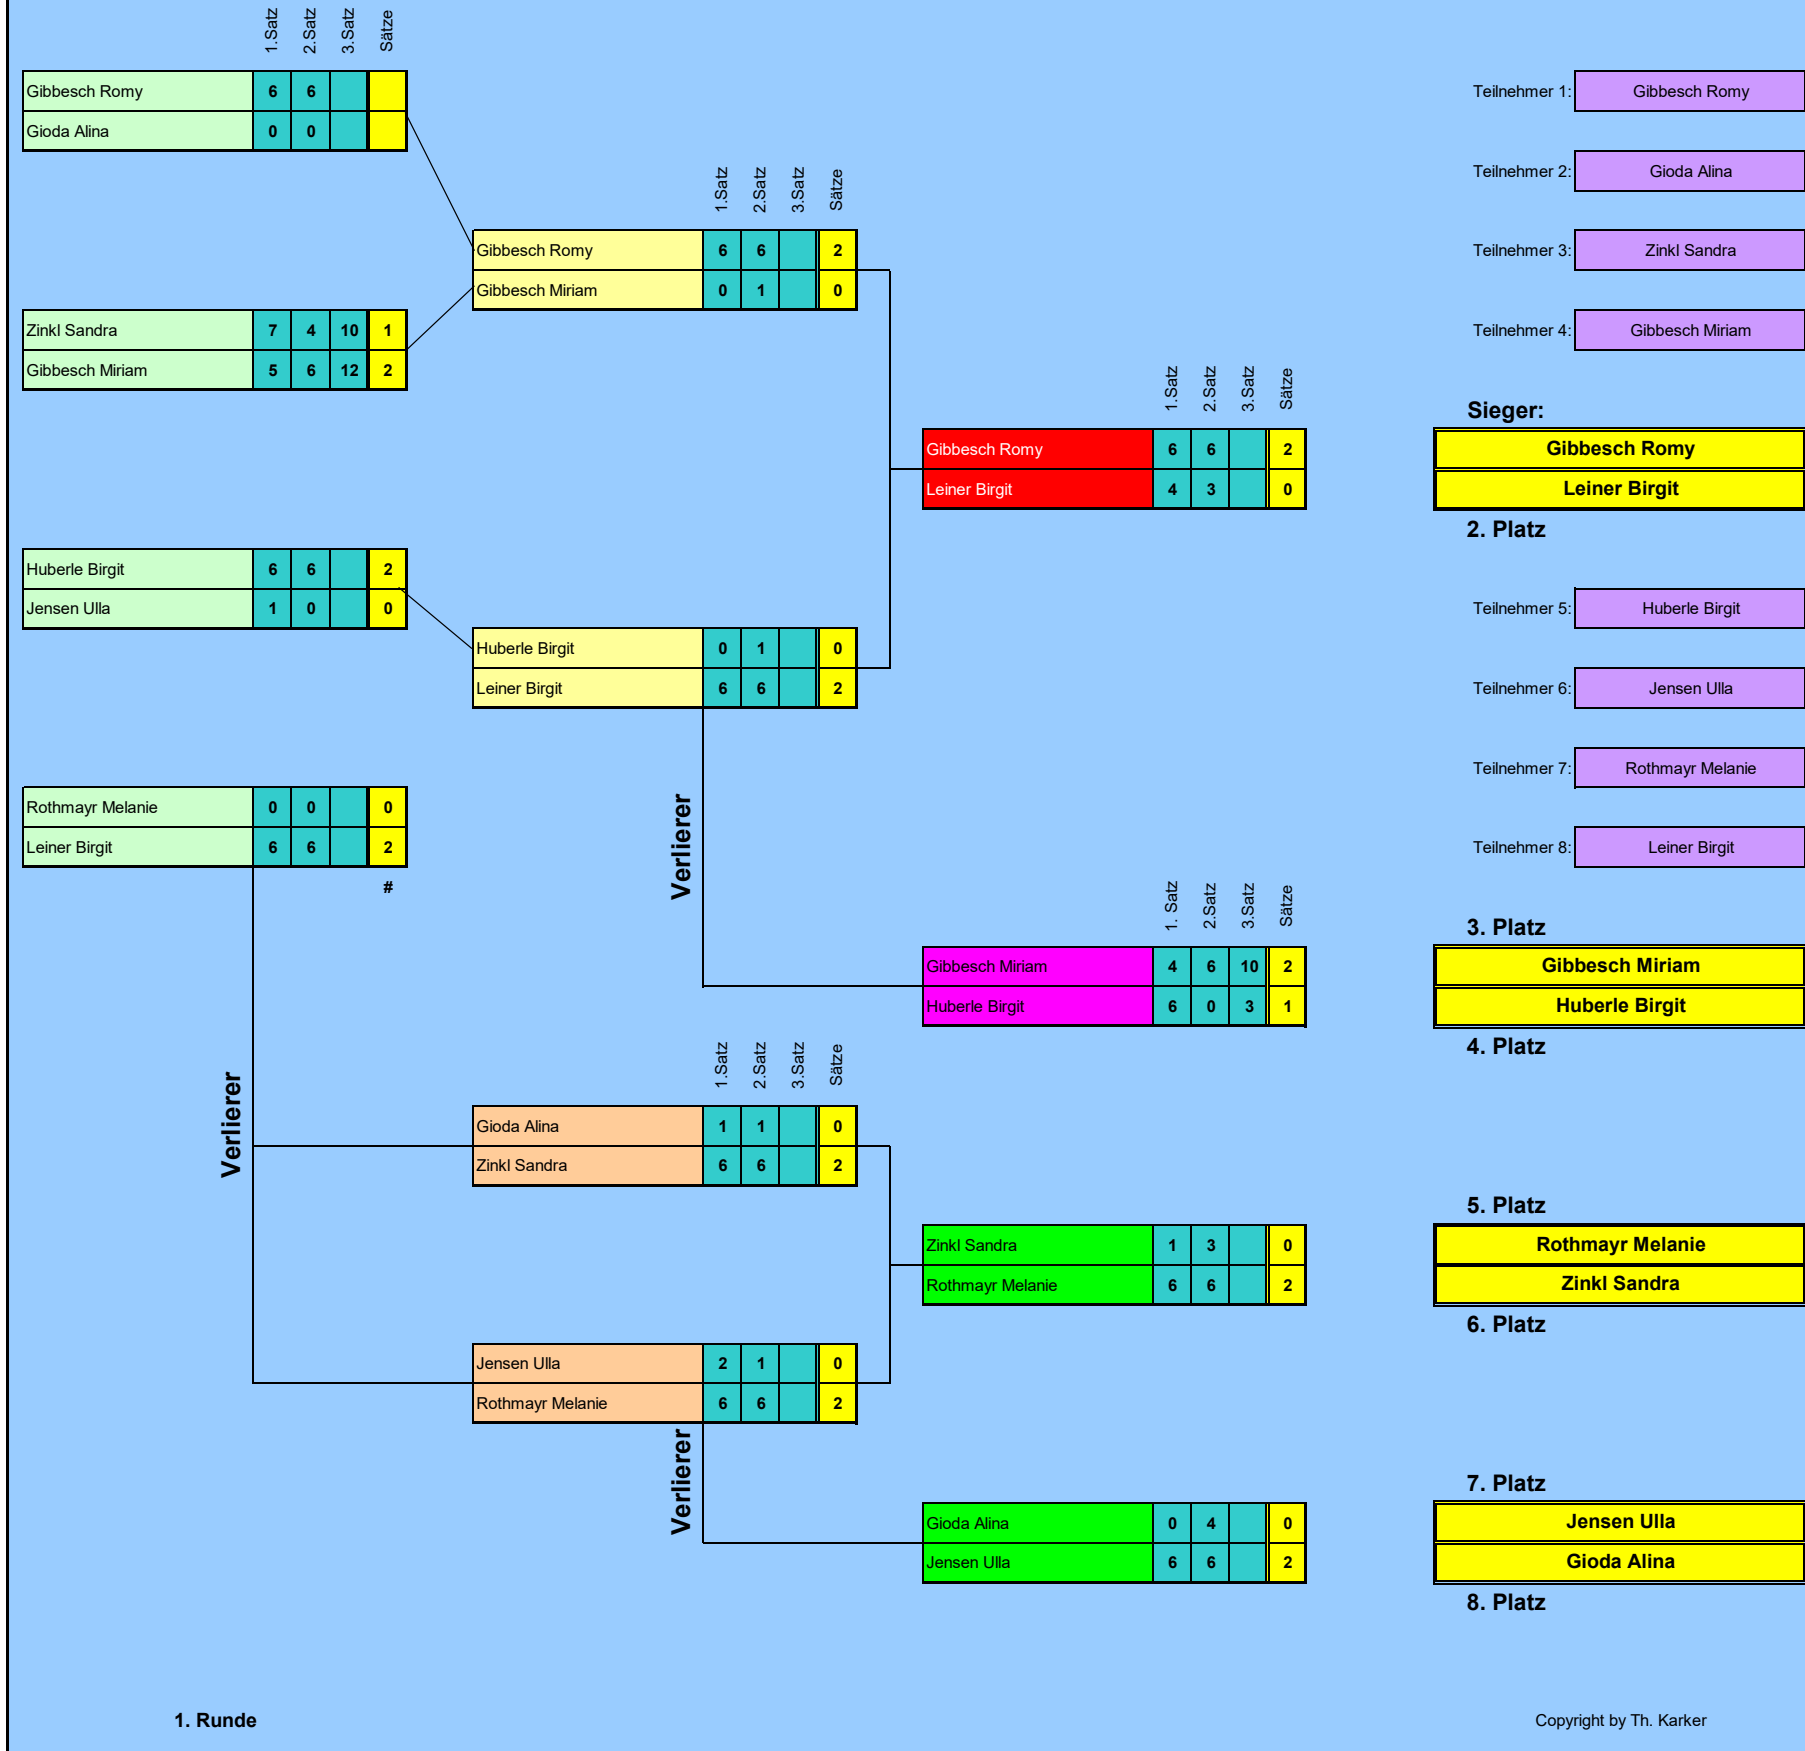 1.Satz 2.Satz 3.Satz Sätze
Gibbesch Romy 6 6 Teilnehmer 1: Gibbesch Romy
Gioda Alina 0 0
Teilnehmer 2: Gioda Alina
1.Satz 2.Satz 3.Satz Sätze
Gibbesch Romy 6 6 2 Teilnehmer 3: Zinkl Sandra
Gibbesch Miriam 0 1 0
Zinkl Sandra 7 4 10 1 Teilnehmer 4: Gibbesch Miriam
Gibbesch Miriam 5 6 12 2
1.Satz 2.Satz 3.Satz Sätze
Sieger:
Gibbesch Romy 6 6 2 Gibbesch Romy
Leiner Birgit 4 3 0 Leiner Birgit
2. Platz
Huberle Birgit 6 6 2
Jensen Ulla 1 0 0 Teilnehmer 5: Huberle Birgit
Huberle Birgit 0 1 0
Leiner Birgit 6 6 2 Teilnehmer 6: Jensen Ulla
Teilnehmer 7: Rothmayr Melanie
Rothmayr Melanie 0 0 0
Leiner Birgit 6 6 2 Teilnehmer 8: Leiner Birgit
Verlierer
#
1. Satz 2.Satz 3.Satz Sätze
3. Platz
Gibbesch Miriam 4 6 10 2 Gibbesch Miriam
Huberle Birgit 6 0 3 1 Huberle Birgit
4. Platz
1.Satz 2.Satz 3.Satz Sätze
Verlierer
Gioda Alina 1 1 0
Zinkl Sandra 6 6 2
5. Platz
Zinkl Sandra 1 3 0 Rothmayr Melanie
Rothmayr Melanie 6 6 2 Zinkl Sandra
6. Platz
Jensen Ulla 2 1 0
Rothmayr Melanie 6 6 2
Verlierer
7. Platz
Gioda Alina 0 4 0 Jensen Ulla
Jensen Ulla 6 6 2 Gioda Alina
8. Platz
1. Runde Copyright by Th. Karker